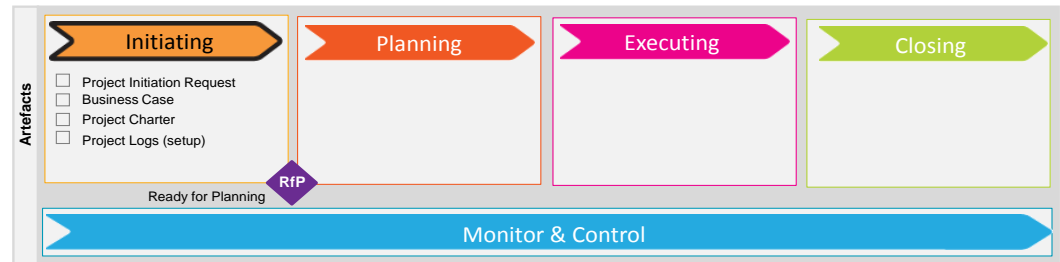 Artefacts
Initiating
Project Initiation Request
Business Case
Project Charter
Project Logs (setup)
Planning
Executing
Closing
RfP
Ready for Planning
Monitor & Control